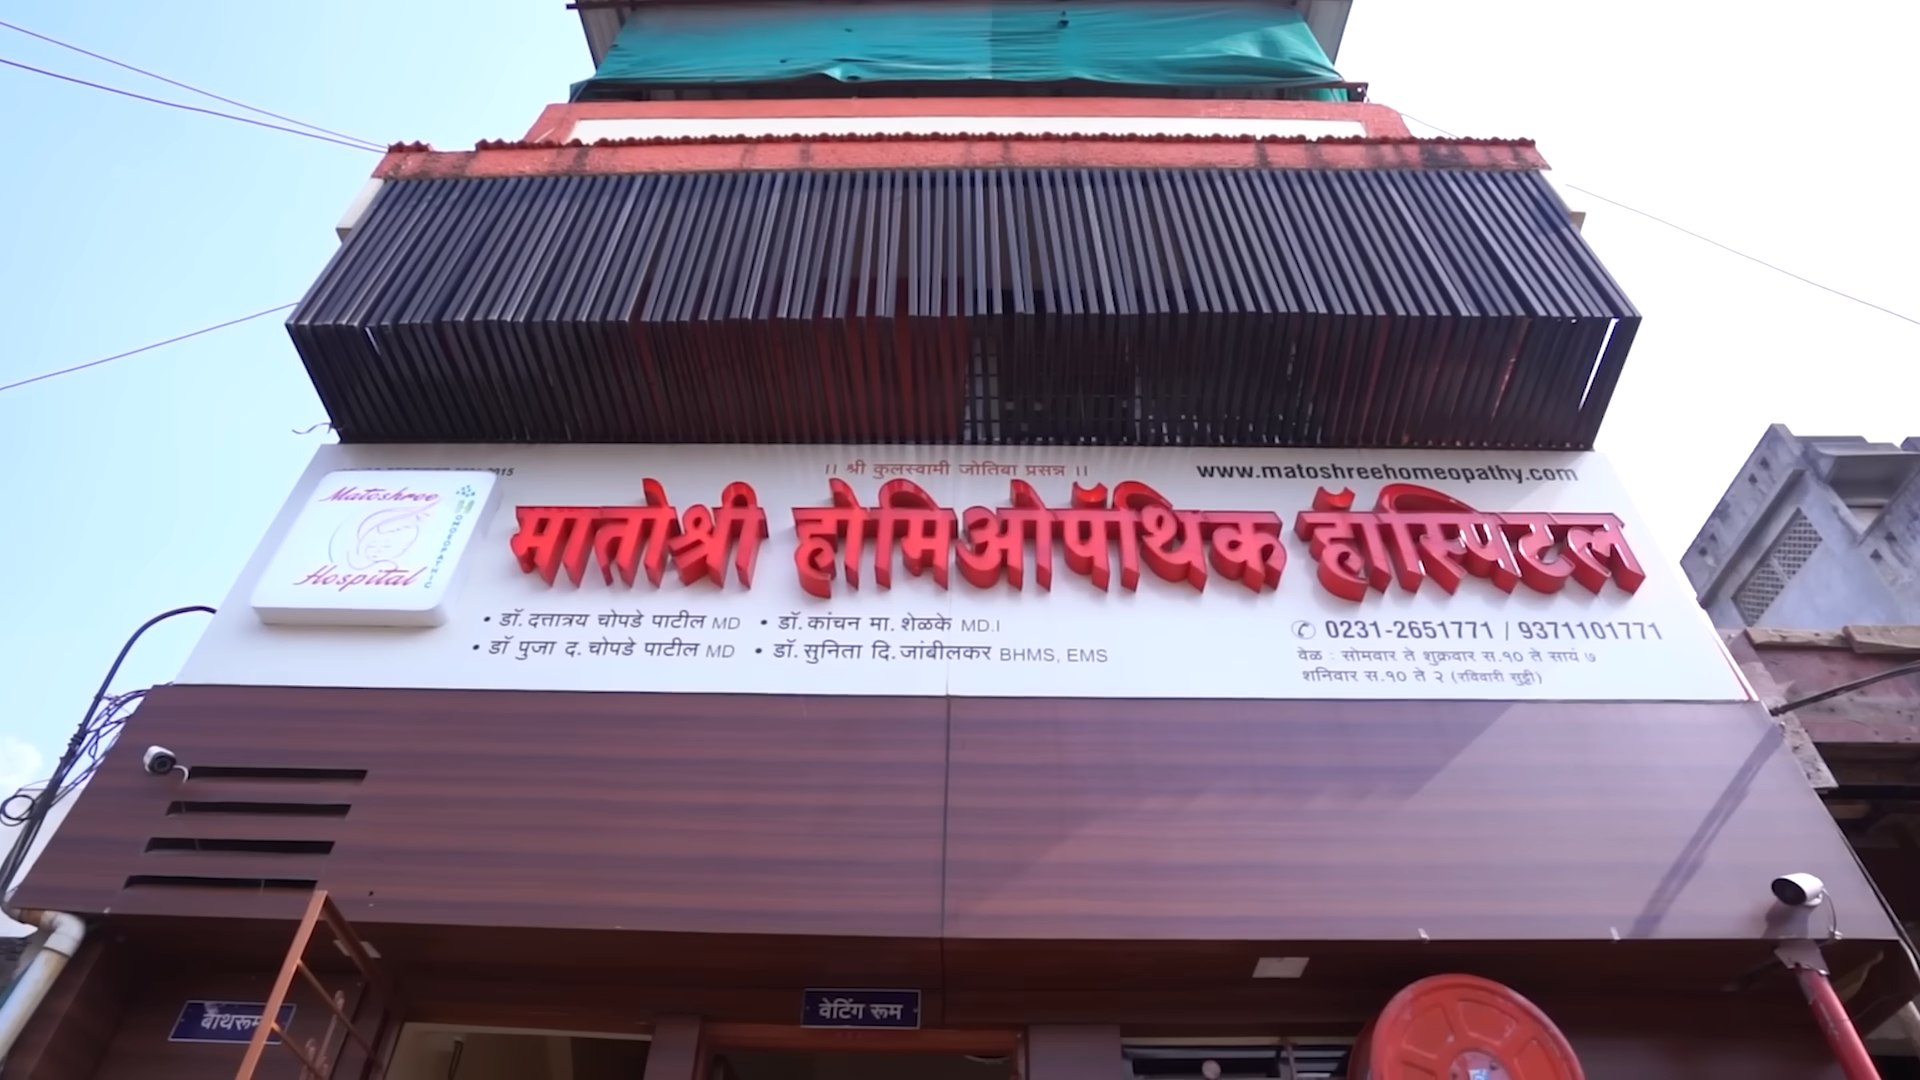 ।। श्री कुलस्वामी जोतिबा प्रसन्न ।।
www.matoshreehomeopathy.com
Matoshree
Hospital
मातोश्री होमिओपॅथिक हॉस्पिटल
• डॉ. दत्तात्रय चोपडे पाटील MD • डॉ. कांचन मा. शेळके MD.I
• डॉ पुजा द. चोपडे पाटील MD • डॉ. सुनिता दि. जांबीलकर BHMS, EMS
✆ 0231-2651771 / 9371101771
वेळ : सोमवार ते शुक्रवार स.१० ते सायं ७
शनिवार स.१० ते २ (रविवारी सुट्टी)
बाथरूम
वेटिंग रूम